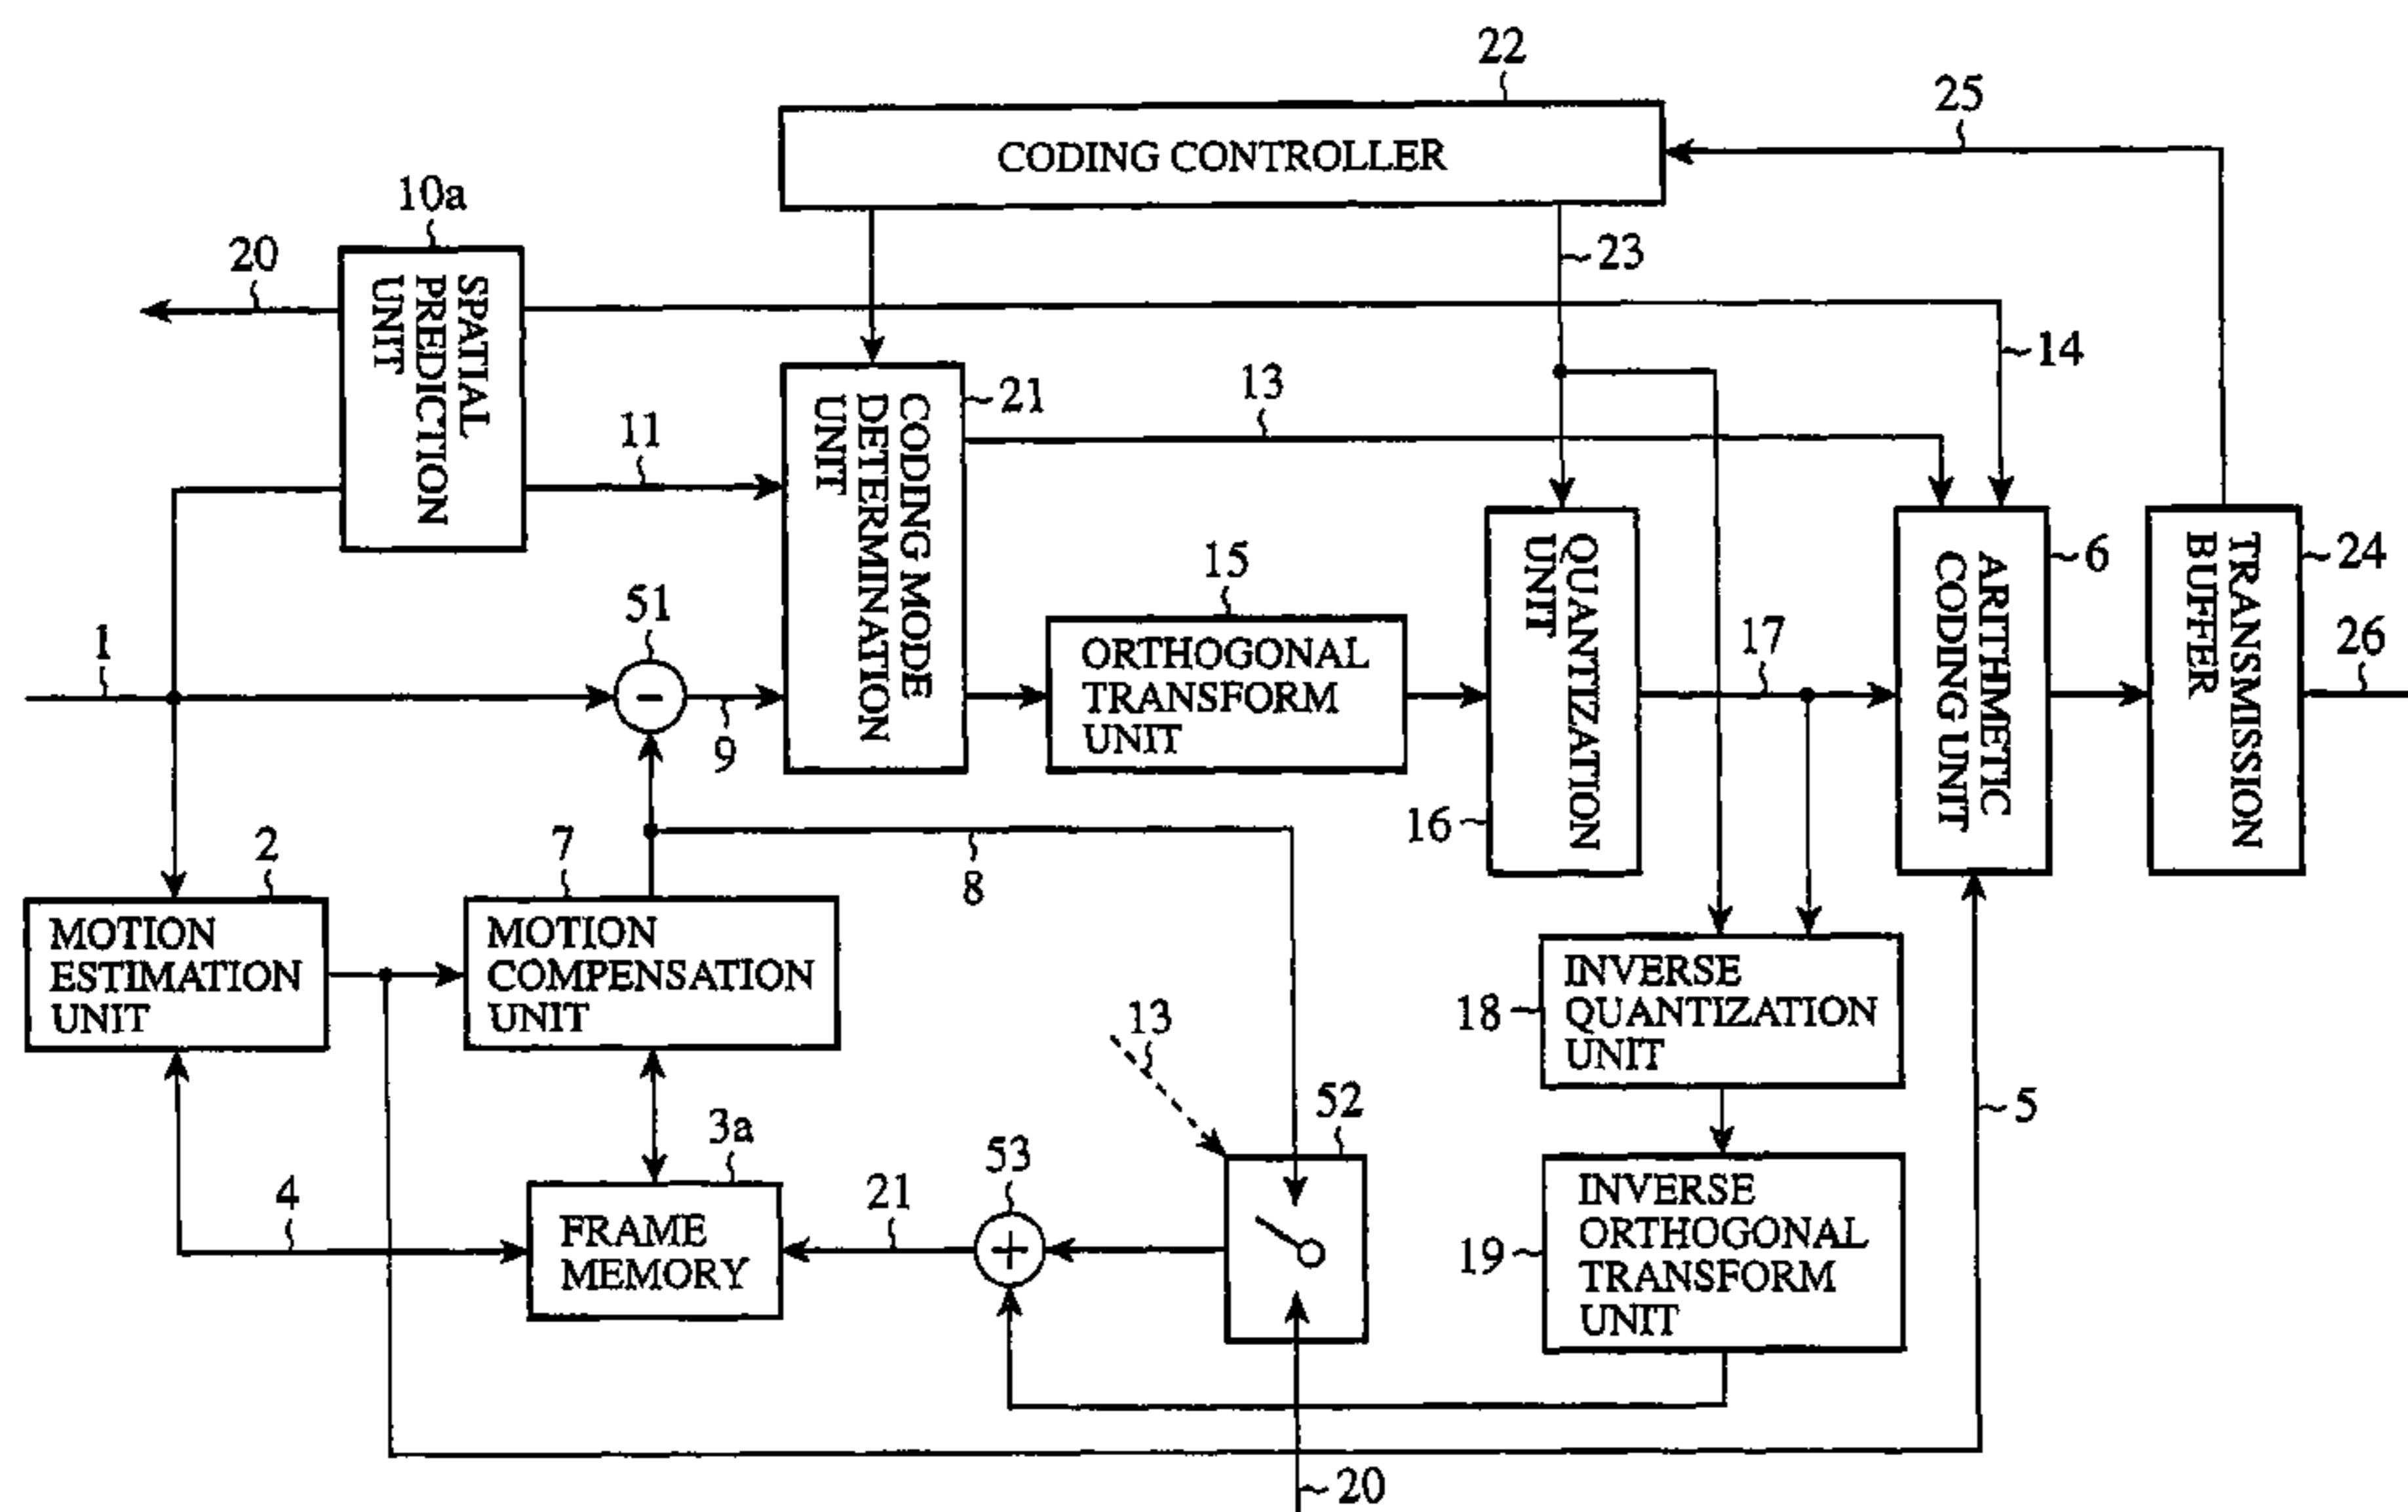 22
CODING CONTROLLER
25
10a
20
SPATIAL
PREDICTION
UNIT
23
14
11
CODING MODE
DETERMINATION
UNIT
21
13
1
51
-
9
15
ORTHOGONAL
TRANSFORM
UNIT
QUANTIZATION
UNIT
16
17
ARITHMETIC
CODING UNIT
6
TRANSMISSION
BUFFER
24
26
2
MOTION
ESTIMATION
UNIT
7
MOTION
COMPENSATION
UNIT
8
18
INVERSE
QUANTIZATION
UNIT
5
13
52
4
3a
FRAME
MEMORY
21
53
+
19
INVERSE
ORTHOGONAL
TRANSFORM
UNIT
20